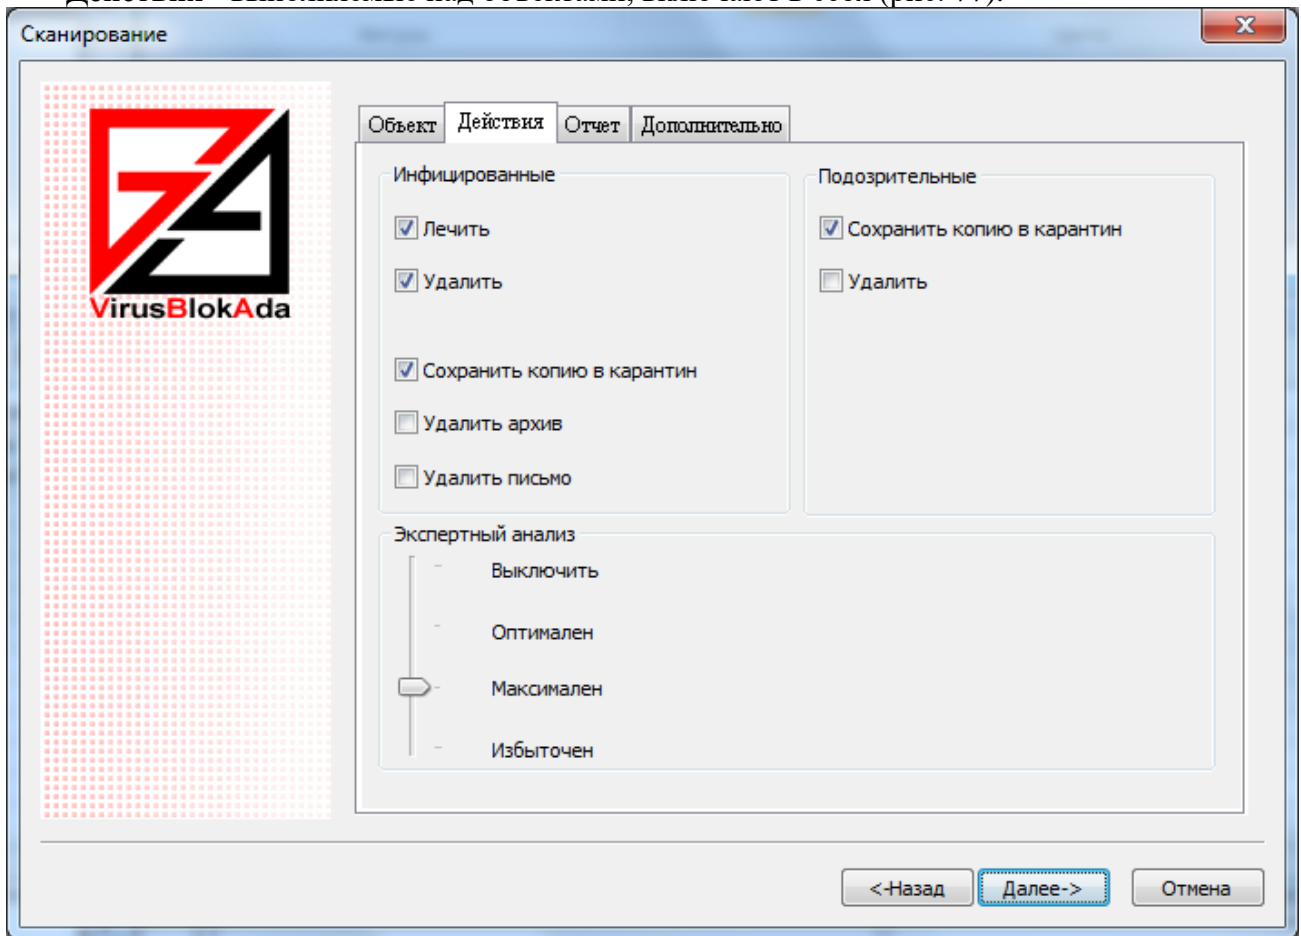 Сканирование
VirusBlokAda
Объект Действия Отчет Дополнительно
Инфицированные
Лечить
Удалить
Сохранить копию в карантин
Удалить архив
Удалить письмо
Подозрительные
Сохранить копию в карантин
Удалить
Экспертный анализ
Выключить
Оптимален
Максимален
Избыточен
<-Назад Далее-> Отмена